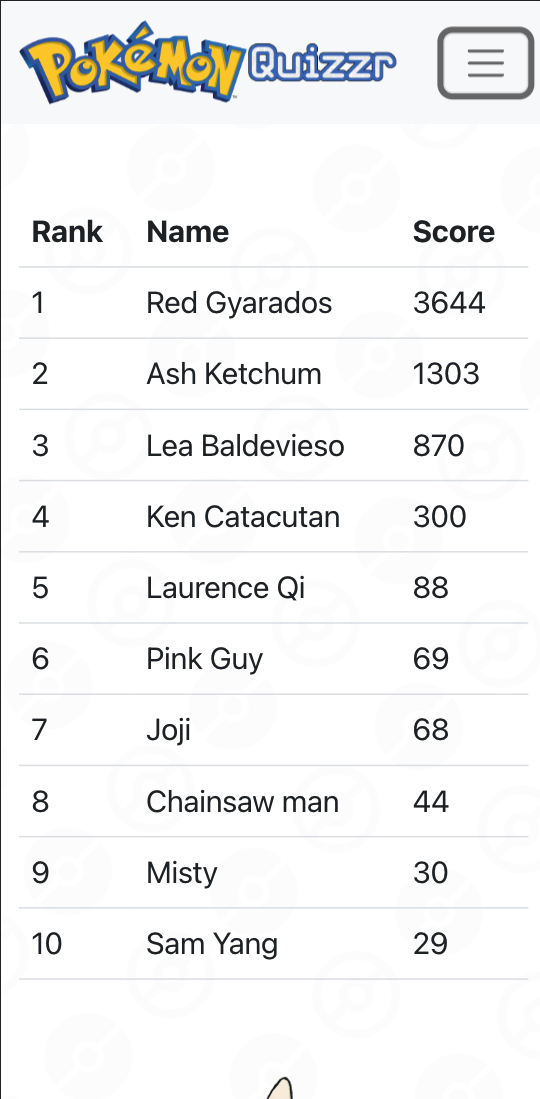 POKéMON Quizzr
Rank Name Score
1 Red Gyarados 3644
2 Ash Ketchum 1303
3 Lea Baldevieso 870
4 Ken Catacutan 300
5 Laurence Qi 88
6 Pink Guy 69
7 Joji 68
8 Chainsaw man 44
9 Misty 30
10 Sam Yang 29